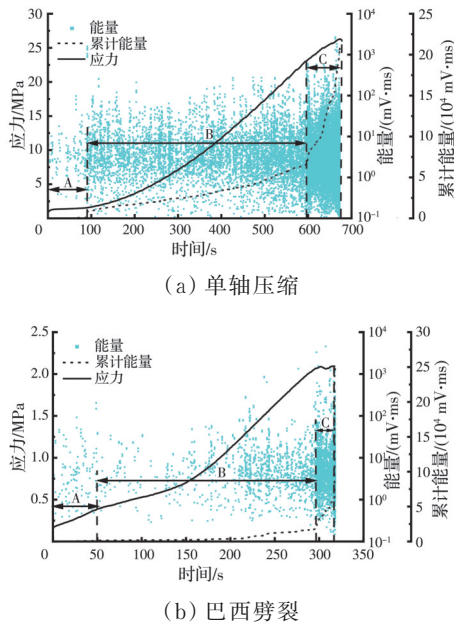 能量
累计能量
应力
应力/MPa
30
25
20
15
10
5
A
B
C
0
100
200
300
400
500
600
700
时间/s
10⁴
10³
10²
10¹
10⁰
10⁻¹
能量/(mV·ms)
25
20
15
10
5
0
累计能量/(10⁴ mV·ms)
(a) 单轴压缩
能量
累计能量
应力
应力/MPa
2.5
2.0
1.5
1.0
0.5
A
B
C
0
50
100
150
200
250
300
350
时间/s
10⁴
10³
10²
10¹
10⁰
10⁻¹
能量/(mV·ms)
30
25
20
15
10
5
0
累计能量/(10⁴ mV·ms)
(b) 巴西劈裂